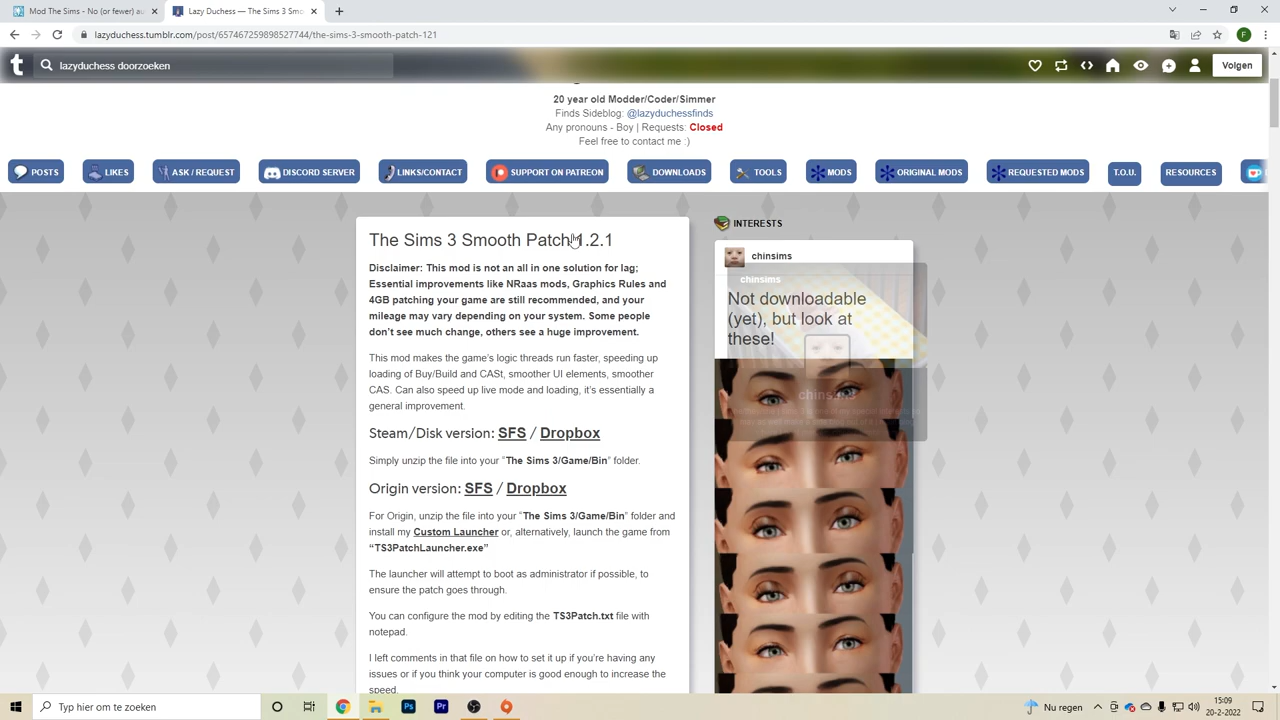 Mod The Sims - No (or fewer) au
Lazy Duchess — The Sims 3 Smo
lazyduchess.tumblr.com/post/657467259898527744/the-sims-3-smooth-patch-121
F
t
lazyduchess doorzoeken
Volgen
20 year old Modder/Coder/Simmer
Finds Sideblog: @lazyduchessfinds
Any pronouns - Boy | Requests: Closed
Feel free to contact me :)
POSTS
LIKES
ASK / REQUEST
DISCORD SERVER
LINKS/CONTACT
SUPPORT ON PATREON
DOWNLOADS
TOOLS
MODS
ORIGINAL MODS
REQUESTED MODS
T.O.U.
RESOURCES
The Sims 3 Smooth Patch 1.2.1
Disclaimer: This mod is not an all in one solution for lag;
Essential improvements like NRaas mods, Graphics Rules and
4GB patching your game are still recommended, and your
mileage may vary depending on your system. Some people
don't see much change, others see a huge improvement.
This mod makes the game's logic threads run faster, speeding up
loading of Buy/Build and CASt, smoother UI elements, smoother
CAS. Can also speed up live mode and loading, it's essentially a
general improvement.
Steam/Disk version: SFS / Dropbox
Simply unzip the file into your "The Sims 3/Game/Bin" folder.
Origin version: SFS / Dropbox
For Origin, unzip the file into your "The Sims 3/Game/Bin" folder and
install my Custom Launcher or, alternatively, launch the game from
"TS3PatchLauncher.exe"
The launcher will attempt to boot as administrator if possible, to
ensure the patch goes through.
You can configure the mod by editing the TS3Patch.txt file with
notepad.
I left comments in that file on how to set it up if you're having any
issues or if you think your computer is good enough to increase the
speed.
INTERESTS
chinsims
chinsims
Not downloadable
(yet), but look at
these!
chinsims
Typ hier om te zoeken
Ps
Pr
Nu regen
15:09
20-2-2022